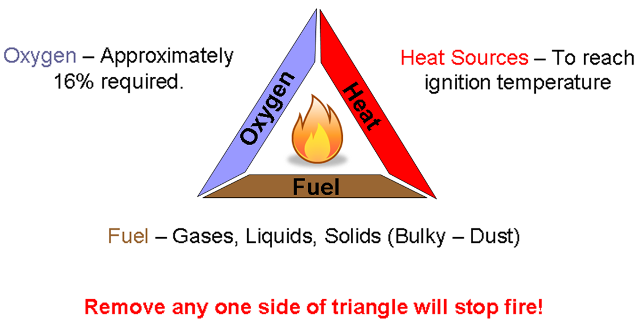 Oxygen – Approximately
16% required.
Heat Sources – To reach
ignition temperature
Oxygen
Heat
Fuel
Fuel – Gases, Liquids, Solids (Bulky – Dust)
Remove any one side of triangle will stop fire!